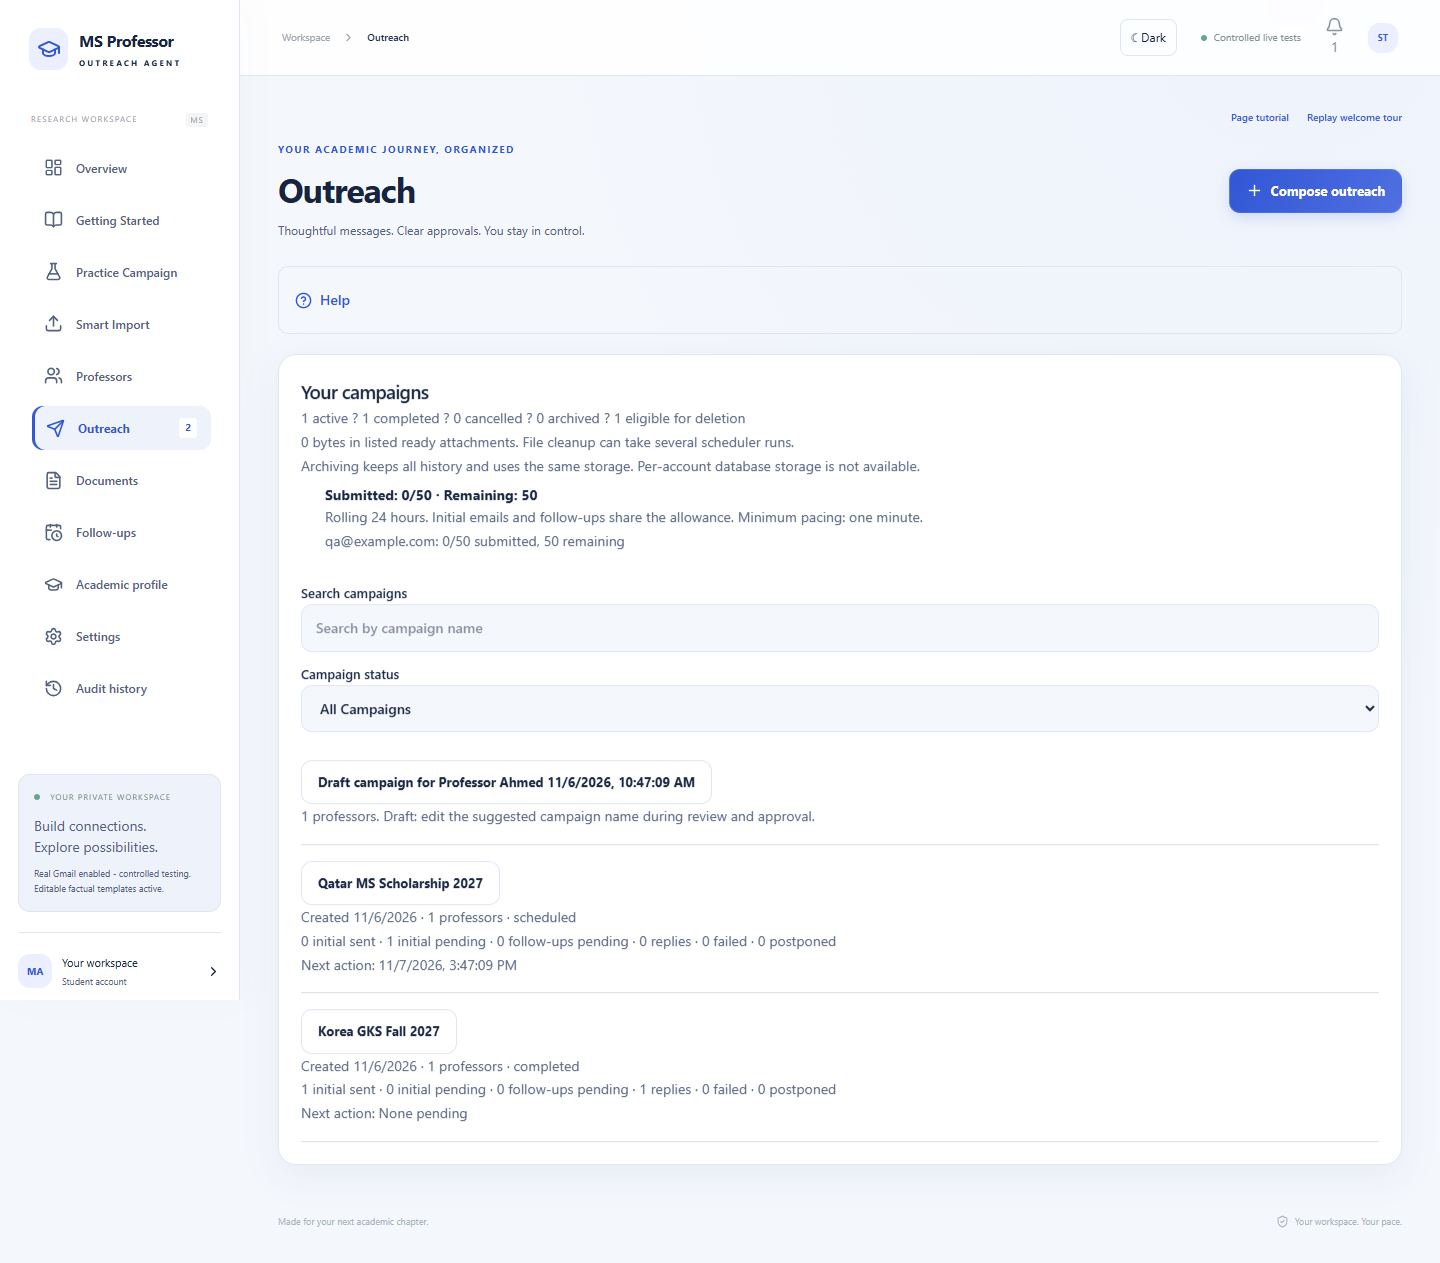 MS Professor
OUTREACH AGENT
RESEARCH WORKSPACE MS
Overview
Getting Started
Practice Campaign
Smart Import
Professors
Outreach 2
Documents
Follow-ups
Academic profile
Settings
Audit history
YOUR PRIVATE WORKSPACE
Build connections.
Explore possibilities.
Real Gmail enabled - controlled testing.
Editable factual templates active.
MA
Your workspace
Student account
Workspace > Outreach
☾ Dark
Controlled live tests
1
ST
Page tutorial Replay welcome tour
YOUR ACADEMIC JOURNEY, ORGANIZED
Outreach
+ Compose outreach
Thoughtful messages. Clear approvals. You stay in control.
Help
Your campaigns
1 active ? 1 completed ? 0 cancelled ? 0 archived ? 1 eligible for deletion
0 bytes in listed ready attachments. File cleanup can take several scheduler runs.
Archiving keeps all history and uses the same storage. Per-account database storage is not available.
Submitted: 0/50 · Remaining: 50
Rolling 24 hours. Initial emails and follow-ups share the allowance. Minimum pacing: one minute.
qa@example.com: 0/50 submitted, 50 remaining
Search campaigns
Search by campaign name
Campaign status
All Campaigns
Draft campaign for Professor Ahmed 11/6/2026, 10:47:09 AM
1 professors. Draft: edit the suggested campaign name during review and approval.
Qatar MS Scholarship 2027
Created 11/6/2026 · 1 professors · scheduled
0 initial sent · 1 initial pending · 0 follow-ups pending · 0 replies · 0 failed · 0 postponed
Next action: 11/7/2026, 3:47:09 PM
Korea GKS Fall 2027
Created 11/6/2026 · 1 professors · completed
1 initial sent · 0 initial pending · 0 follow-ups pending · 1 replies · 0 failed · 0 postponed
Next action: None pending
Made for your next academic chapter.
Your workspace. Your pace.